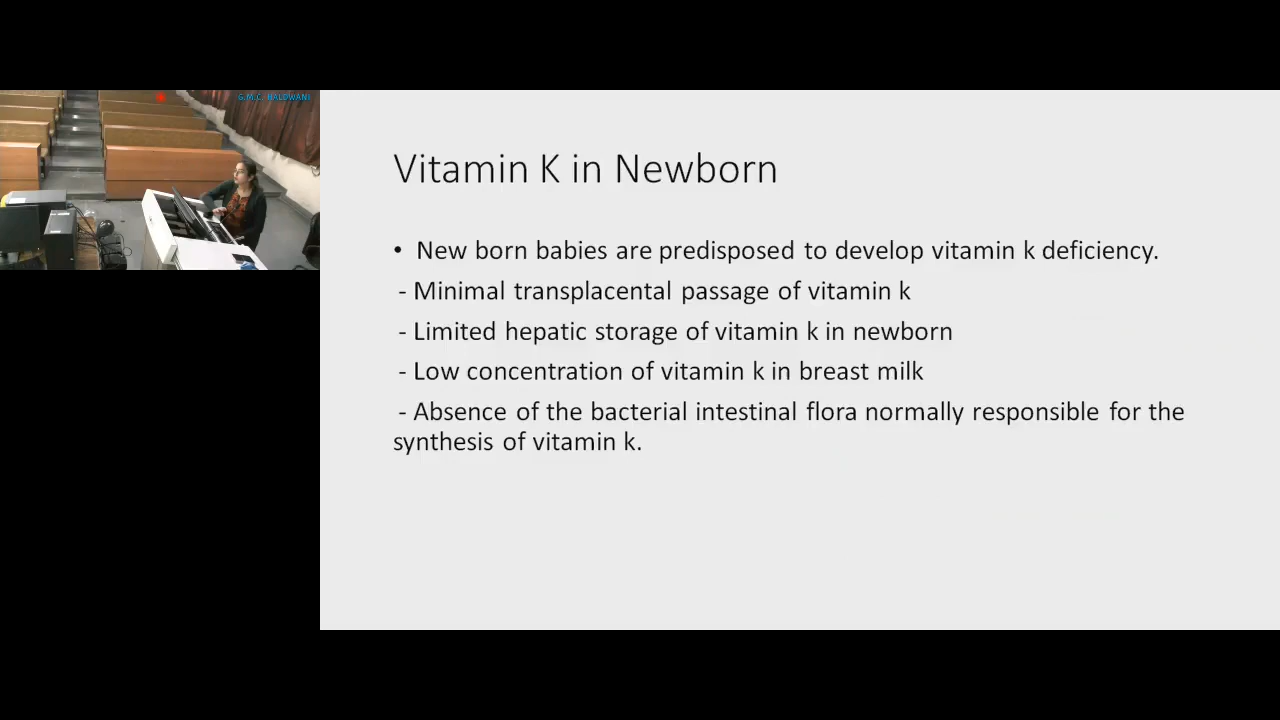 G.M.C. HALDWANI
Vitamin K in Newborn
• New born babies are predisposed to develop vitamin k deficiency.
- Minimal transplacental passage of vitamin k
- Limited hepatic storage of vitamin k in newborn
- Low concentration of vitamin k in breast milk
- Absence of the bacterial intestinal flora normally responsible for the
synthesis of vitamin k.